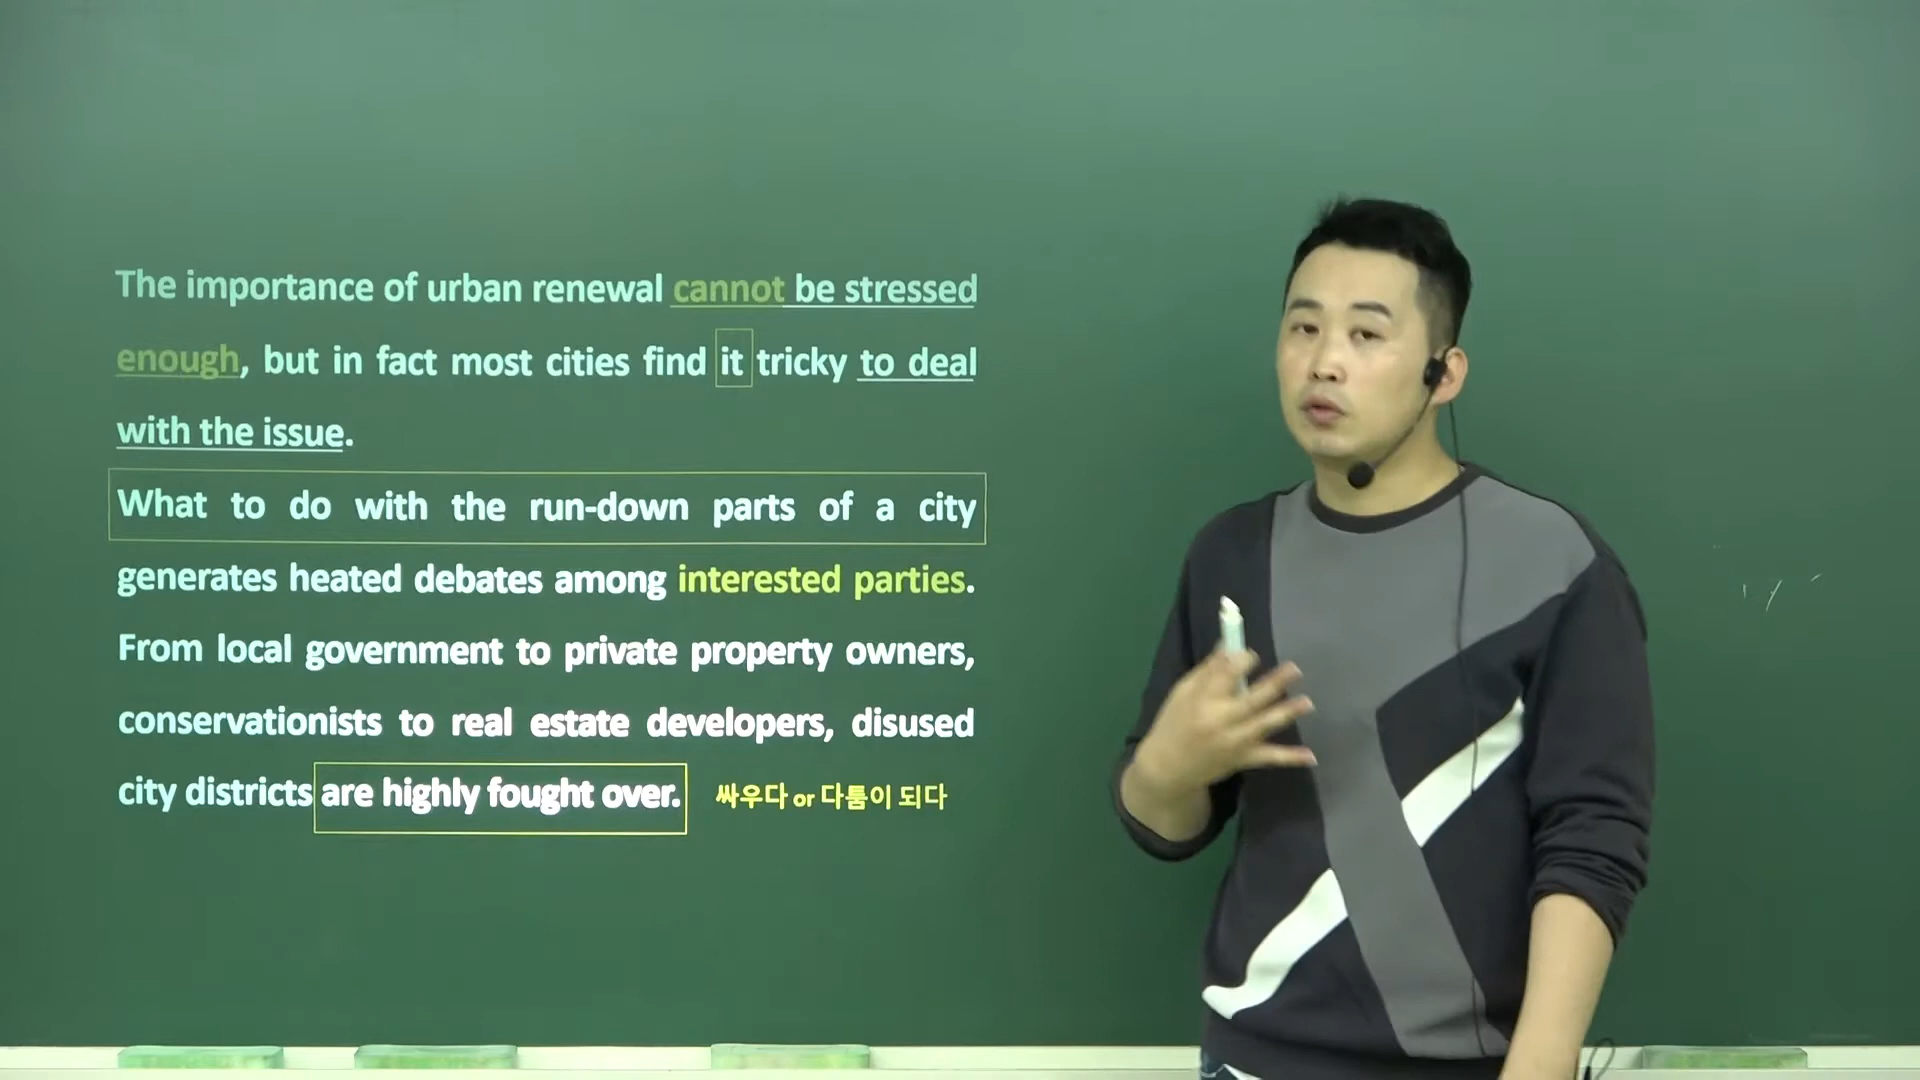 The importance of urban renewal cannot be stressed
enough, but in fact most cities find it tricky to deal
with the issue.
What to do with the run-down parts of a city
generates heated debates among interested parties.
From local government to private property owners,
conservationists to real estate developers, disused
city districts are highly fought over. 싸우다 or 다툼이 되다